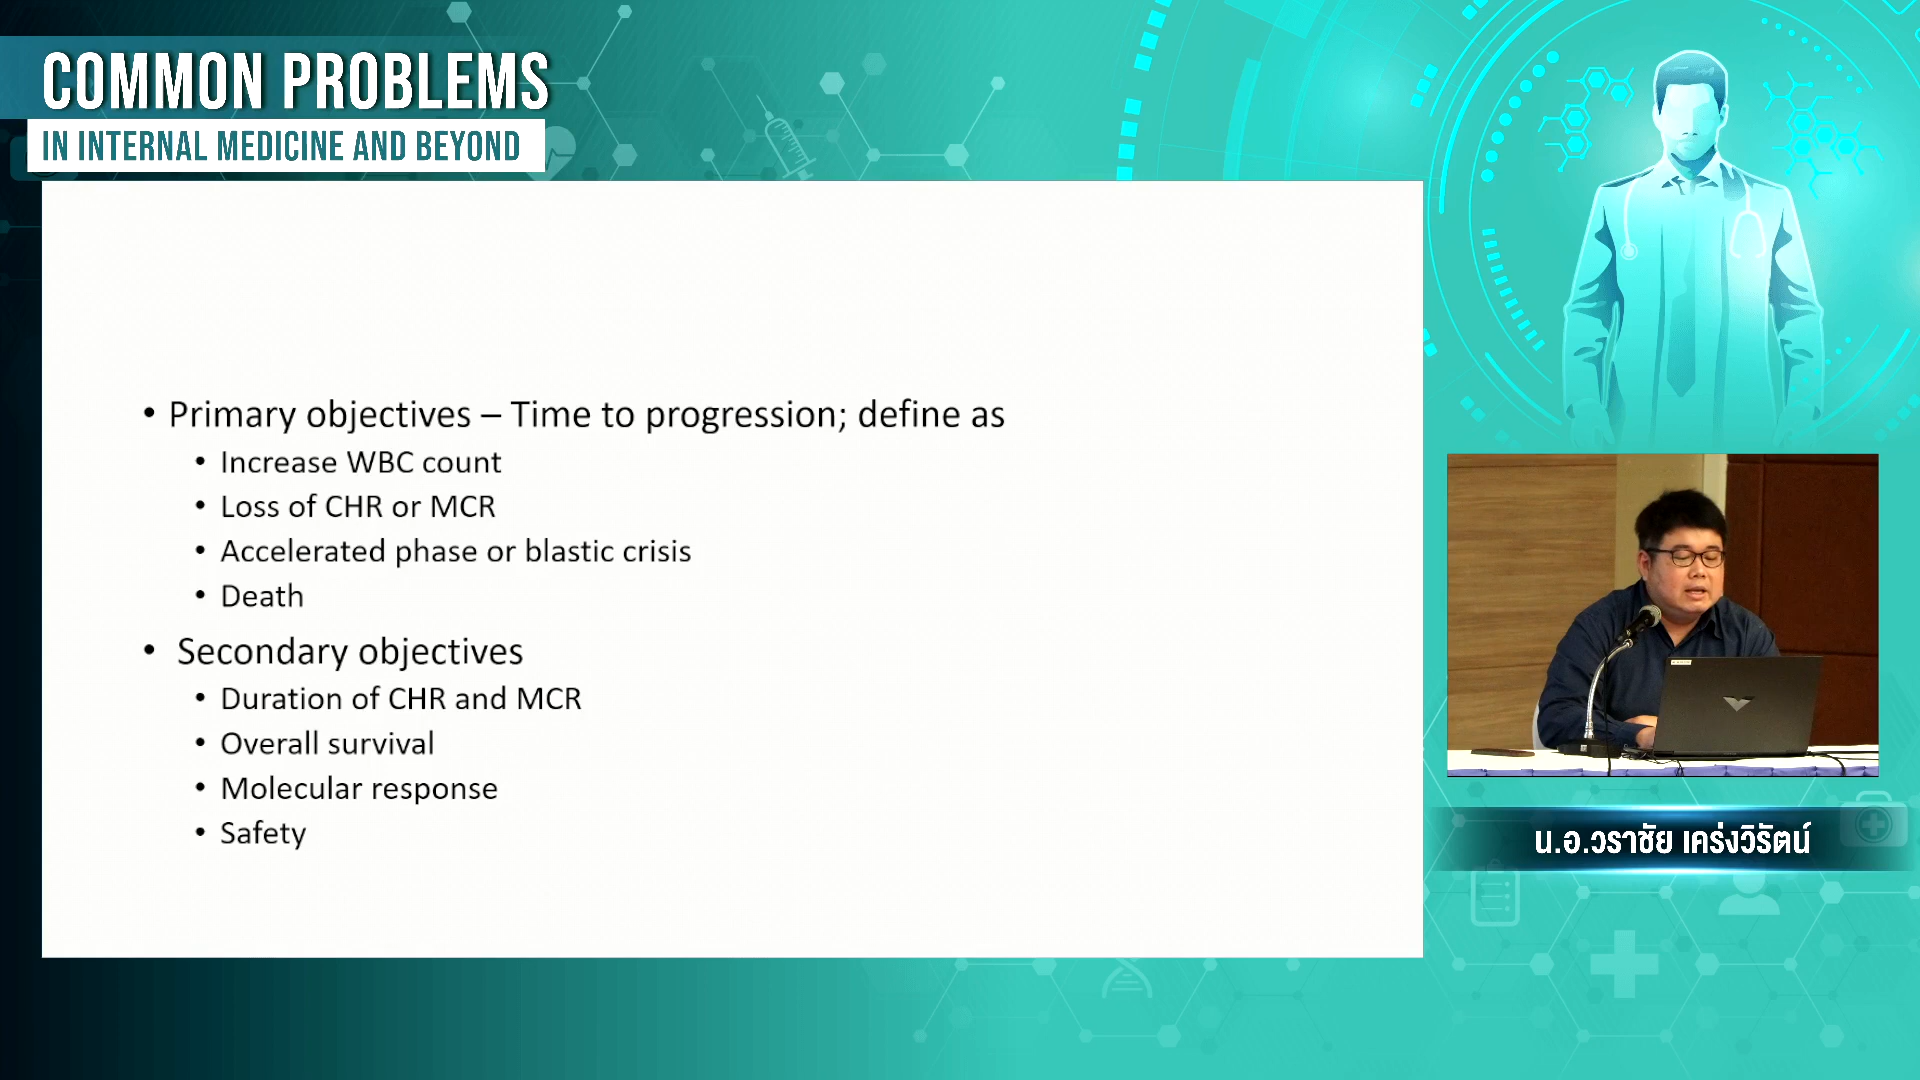 COMMON PROBLEMS
IN INTERNAL MEDICINE AND BEYOND
• Primary objectives – Time to progression; define as
• Increase WBC count
• Loss of CHR or MCR
• Accelerated phase or blastic crisis
• Death
• Secondary objectives
• Duration of CHR and MCR
• Overall survival
• Molecular response
• Safety
น.อ.วราชัย เคร่งวิรัตน์